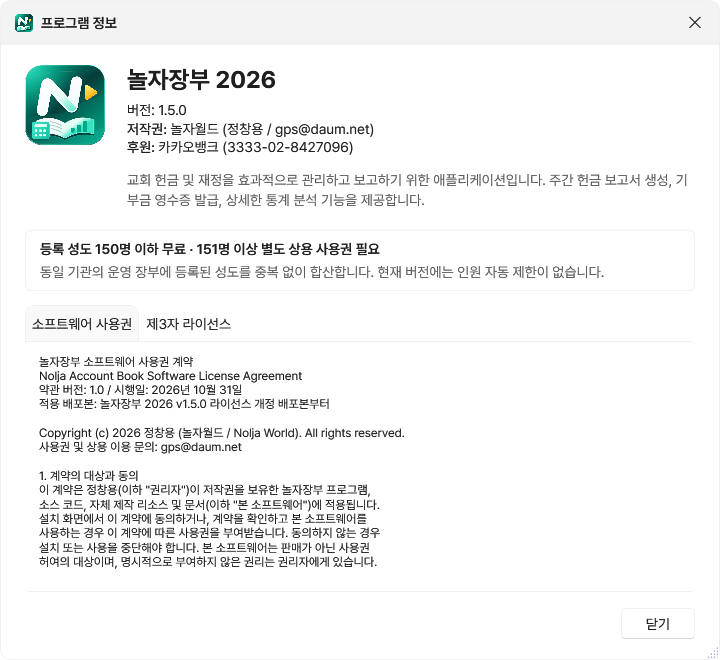 프로그램 정보
놀자장부 2026
버전: 1.5.0
저작권: 놀자월드 (정창용 / gps@daum.net)
후원: 카카오뱅크 (3333-02-8427096)
교회 헌금 및 재정을 효과적으로 관리하고 보고하기 위한 애플리케이션입니다. 주간 헌금 보고서 생성, 기
부금 영수증 발급, 상세한 통계 분석 기능을 제공합니다.
등록 성도 150명 이하 무료 · 151명 이상 별도 상용 사용권 필요
동일 기관의 운영 장부에 등록된 성도를 중복 없이 합산합니다. 현재 버전에는 인원 자동 제한이 없습니다.
소프트웨어 사용권 제3자 라이선스
놀자장부 소프트웨어 사용권 계약
Nolja Account Book Software License Agreement
약관 버전: 1.0 / 시행일: 2026년 10월 31일
적용 배포본: 놀자장부 2026 v1.5.0 라이선스 개정 배포본부터
Copyright (c) 2026 정창용 (놀자월드 / Nolja World). All rights reserved.
사용권 및 상용 이용 문의: gps@daum.net
1. 계약의 대상과 동의
이 계약은 정창용(이하 "권리자")이 저작권을 보유한 놀자장부 프로그램,
소스 코드, 자체 제작 리소스 및 문서(이하 "본 소프트웨어")에 적용됩니다.
설치 화면에서 이 계약에 동의하거나, 계약을 확인하고 본 소프트웨어를
사용하는 경우 이 계약에 따른 사용권을 부여받습니다. 동의하지 않는 경우
설치 또는 사용을 중단해야 합니다. 본 소프트웨어는 판매가 아닌 사용권
허여의 대상이며, 명시적으로 부여하지 않은 권리는 권리자에게 있습니다.
닫기